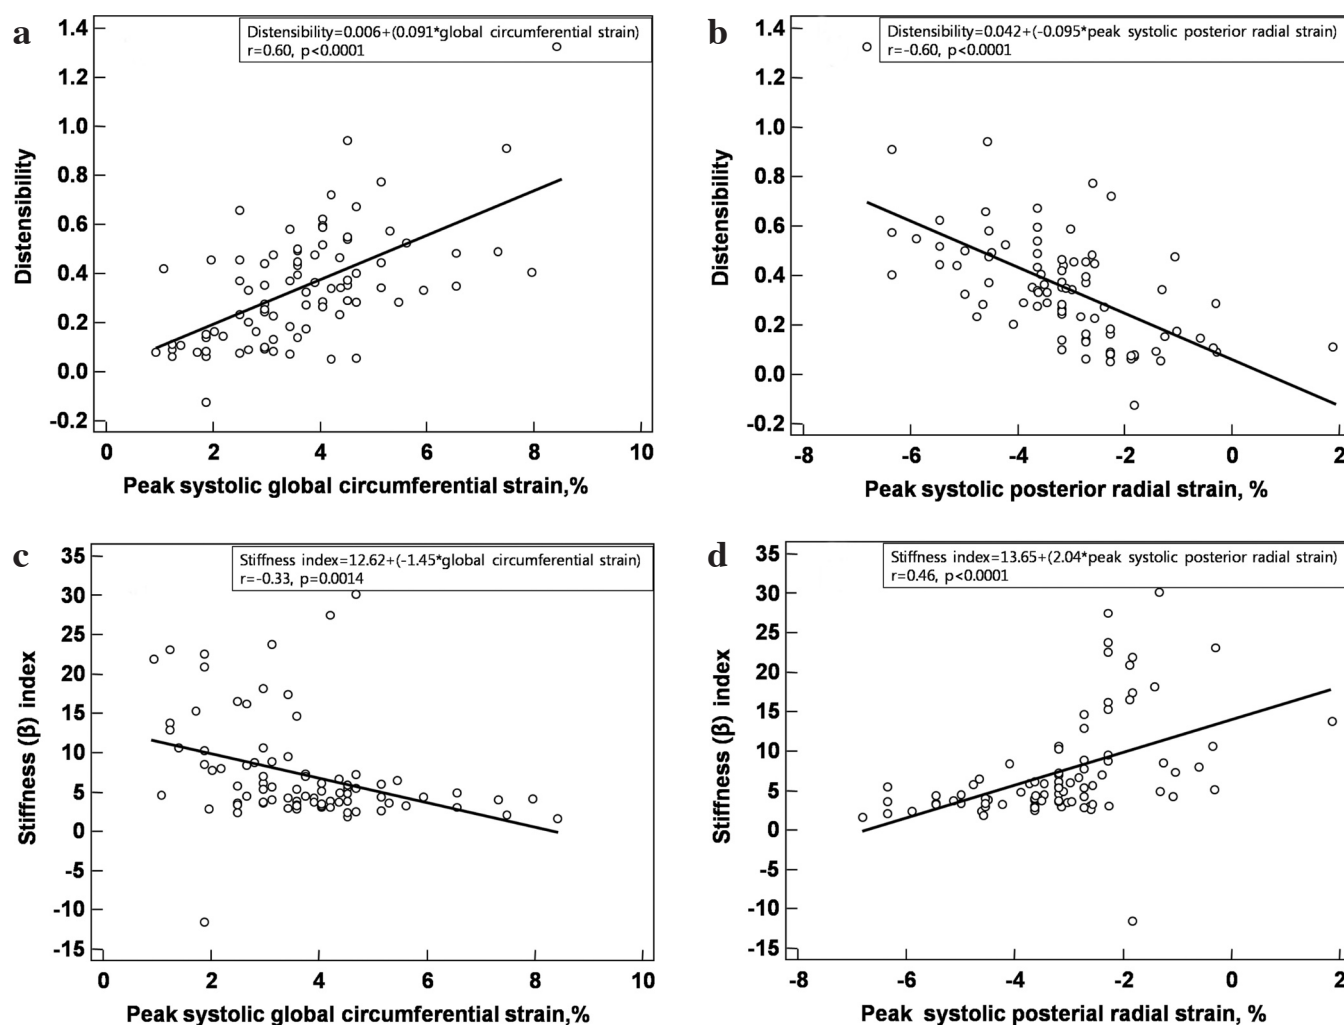 a
Distensibility=0.006+(0.091*global circumferential strain)
r=0.60, p<0.0001
1.4
1.2
1.0
0.8
0.6
0.4
0.2
0.0
-0.2
Distensibility
0 2 4 6 8 10
Peak systolic global circumferential strain,%
b
Distensibility=0.042+(-0.095*peak systolic posterior radial strain)
r=-0.60, p<0.0001
1.4
1.2
1.0
0.8
0.6
0.4
0.2
0.0
-0.2
Distensibility
-8 -6 -4 -2 0 2
Peak systolic posterior radial strain, %
c
Stiffness index=12.62+(-1.45*global circumferential strain)
r=-0.33, p=0.0014
35
30
25
20
15
10
5
0
-5
-10
-15
Stiffness (β) index
0 2 4 6 8 10
Peak systolic global circumferential strain,%
d
Stiffness index=13.65+(2.04*peak systolic posterior radial strain)
r=0.46, p<0.0001
35
30
25
20
15
10
5
0
-5
-10
-15
Stiffness (β) index
-8 -6 -4 -2 0 2
Peak systolic posterial radial strain, %